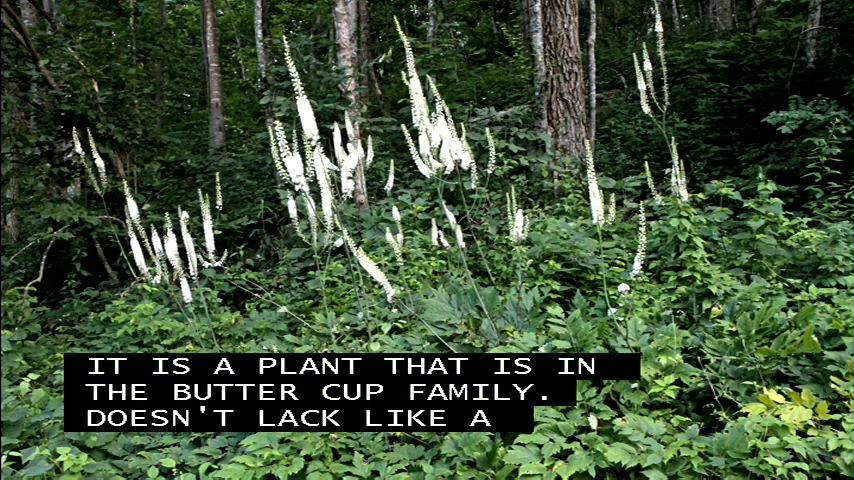 IT IS A PLANT THAT IS IN
THE BUTTER CUP FAMILY.
DOESN'T LACK LIKE A